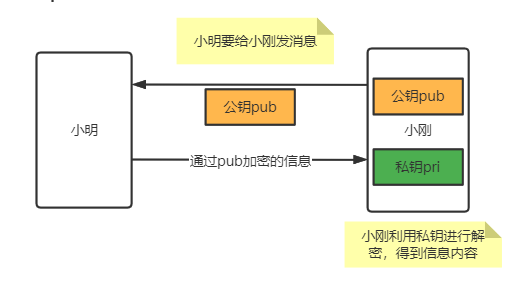 小明要给小刚发消息
公钥pub
公钥pub
小明
小刚
通过pub加密的信息
私钥pri
小刚利用私钥进行解
密，得到信息内容